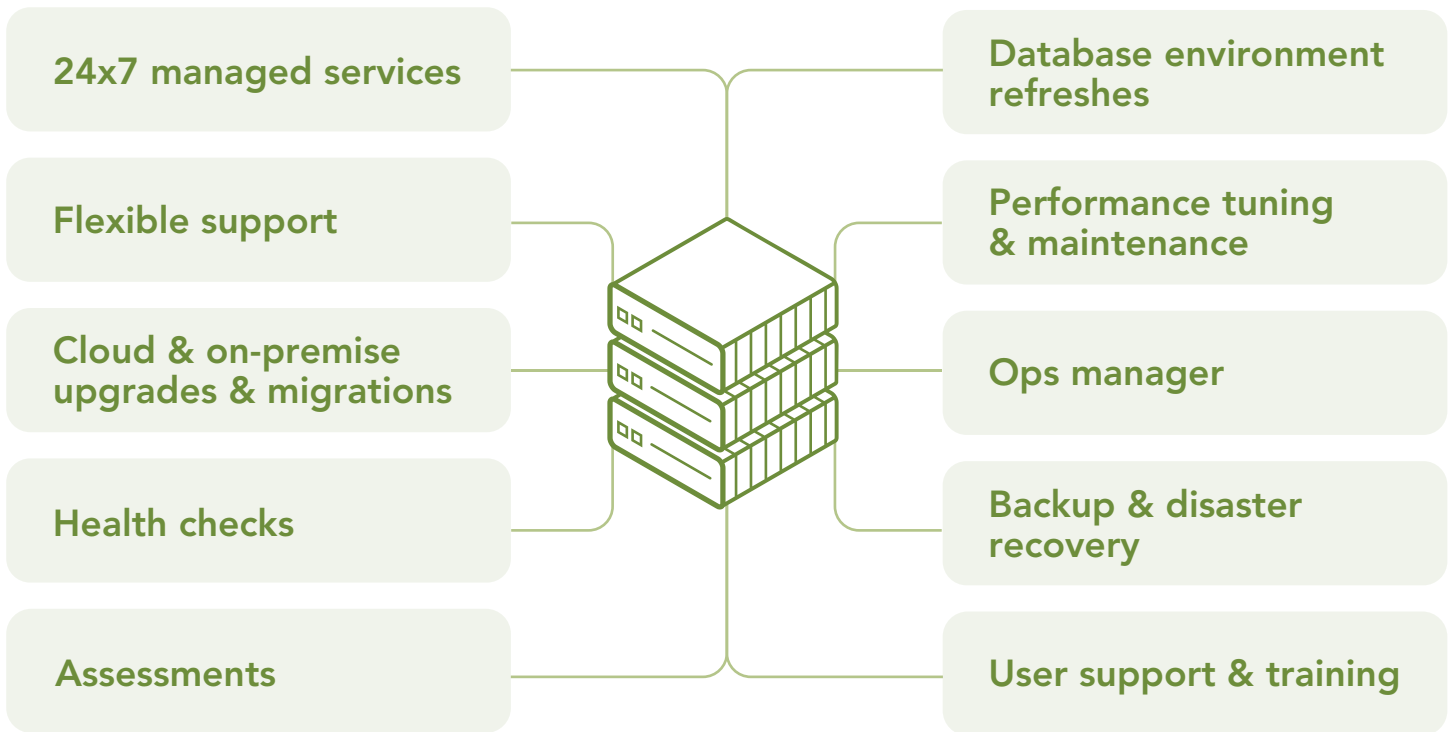 24x7 managed services
Flexible support
Cloud & on-premise
upgrades & migrations
Health checks
Assessments
Database environment
refreshes
Performance tuning
& maintenance
Ops manager
Backup & disaster
recovery
User support & training